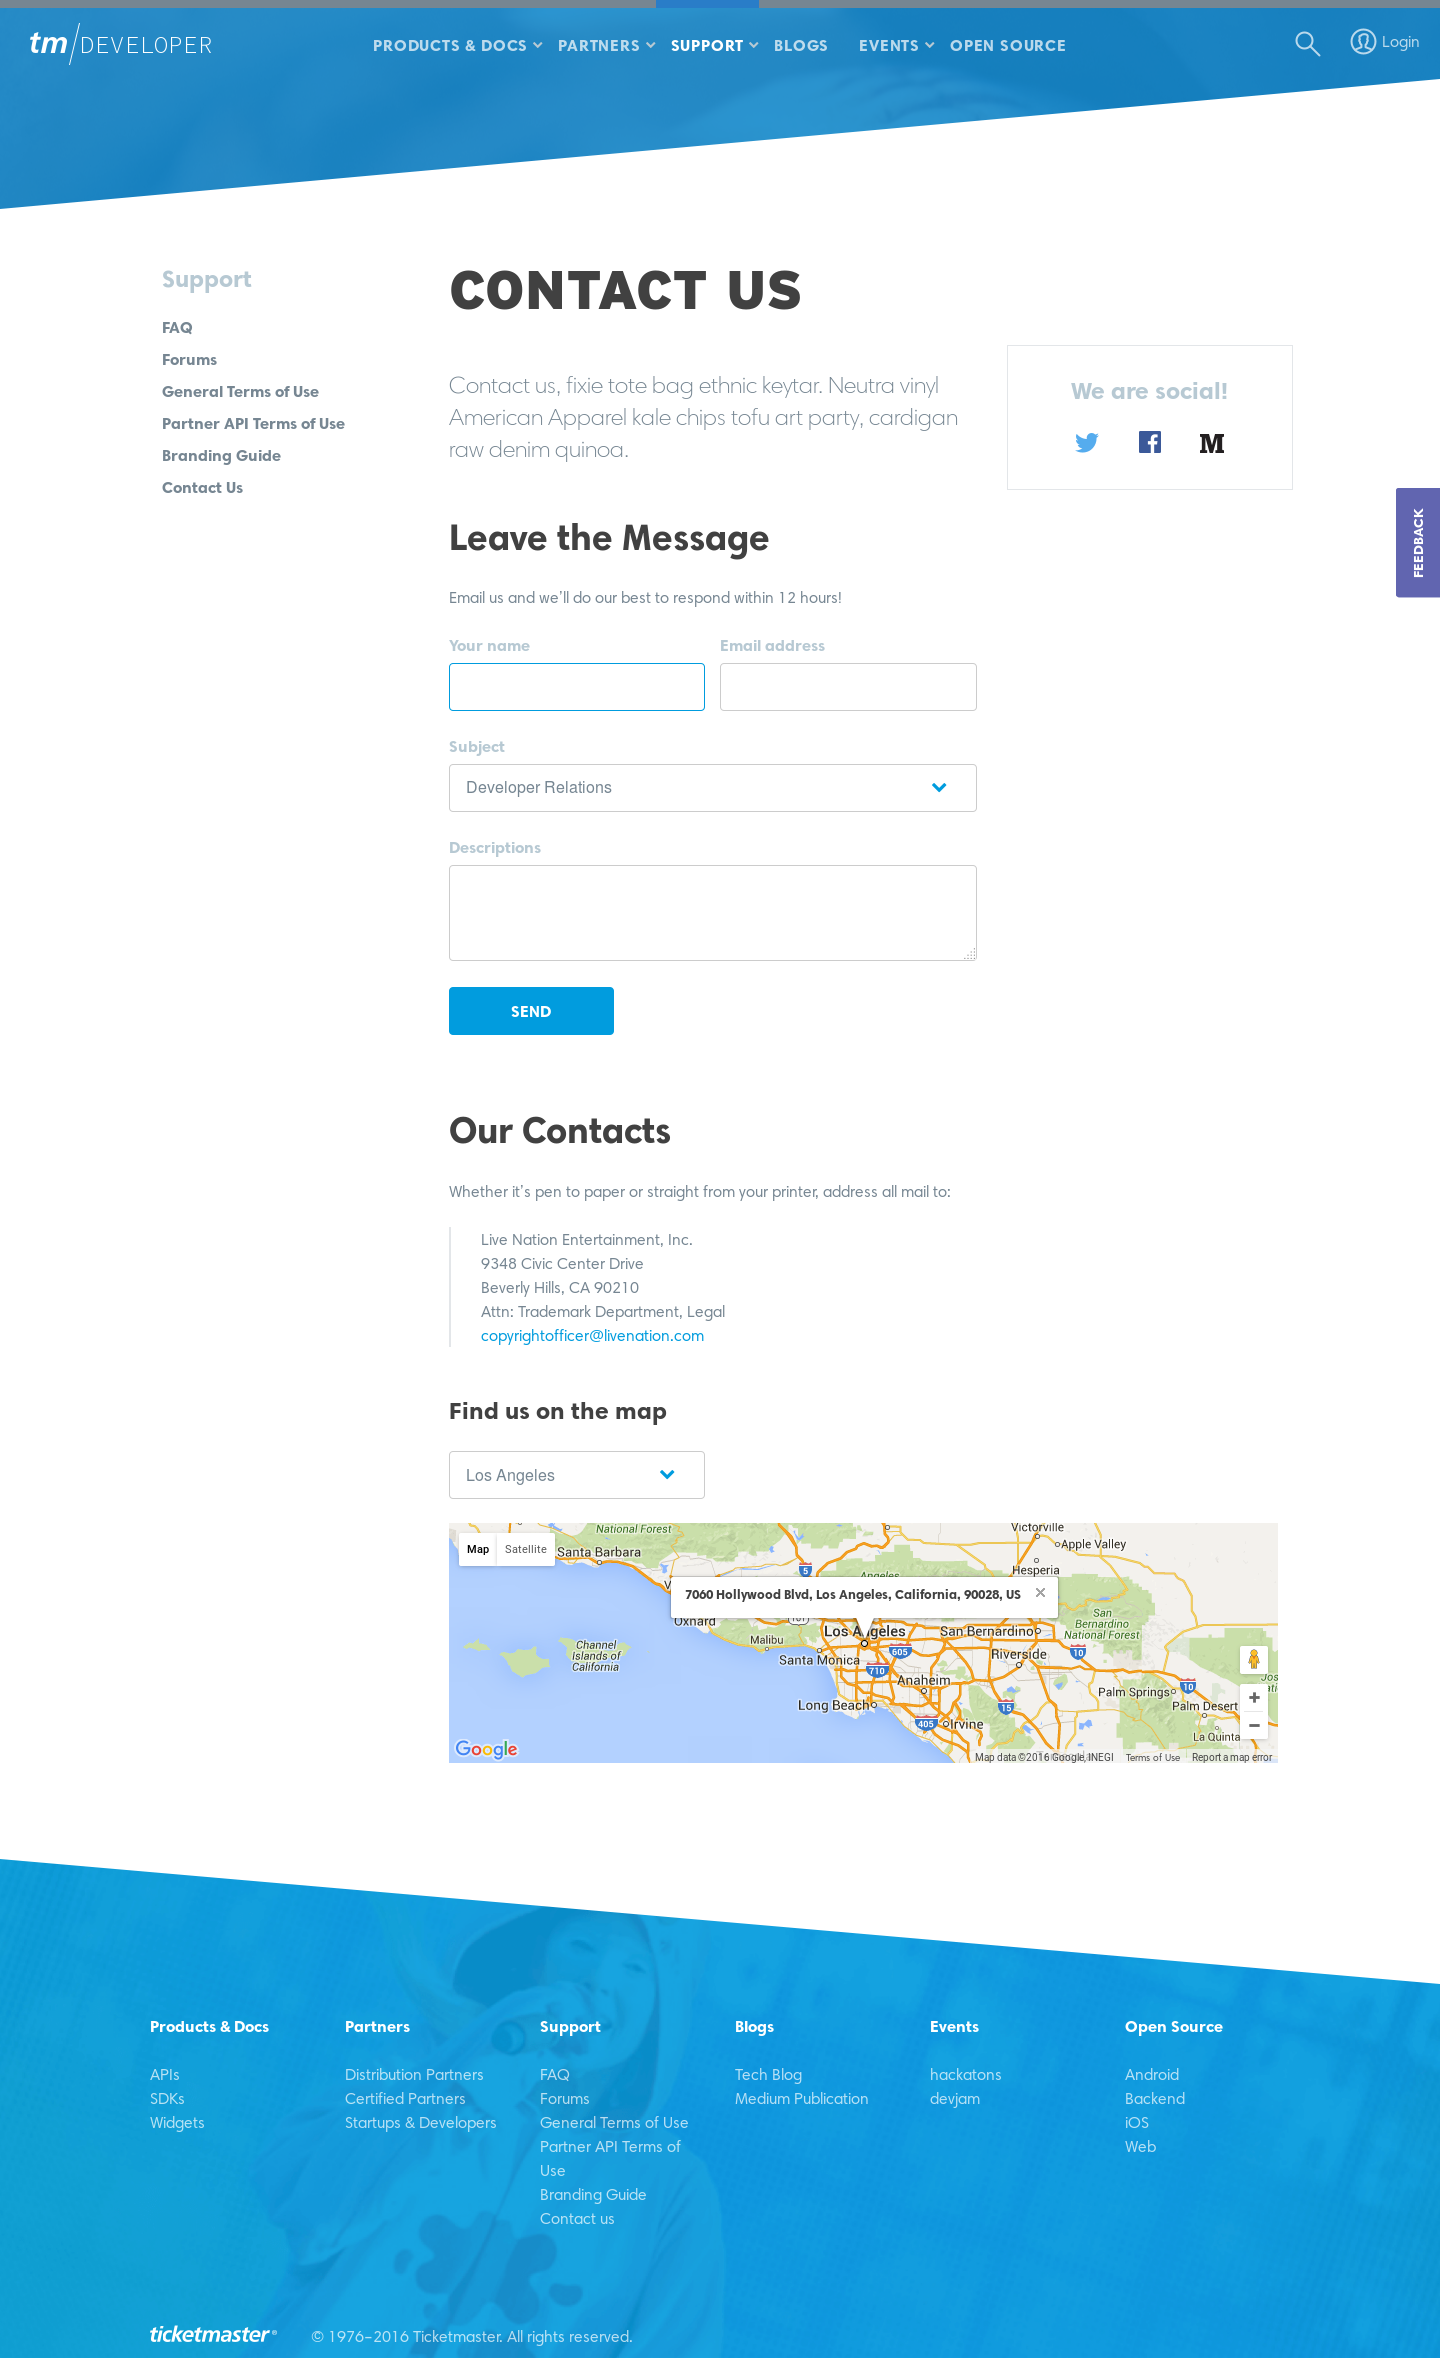 tm/DEVELOPER
PRODUCTS & DOCS PARTNERS SUPPORT BLOGS EVENTS OPEN SOURCE
Login
Support
FAQ
Forums
General Terms of Use
Partner API Terms of Use
Branding Guide
Contact Us
CONTACT US
Contact us, fixie tote bag ethnic keytar. Neutra vinyl
American Apparel kale chips tofu art party, cardigan
raw denim quinoa.
We are social!
M
FEEDBACK
Leave the Message
Email us and we'll do our best to respond within 12 hours!
Your name Email address
Subject
Developer Relations
Descriptions
SEND
Our Contacts
Whether it's pen to paper or straight from your printer, address all mail to:
Live Nation Entertainment, Inc.
9348 Civic Center Drive
Beverly Hills, CA 90210
Attn: Trademark Department, Legal
copyrightofficer@livenation.com
Find us on the map
Los Angeles
Map Satellite
National Forest
Victorville
Santa Barbara
Apple Valley
5
Hesperia
Angeles
7060 Hollywood Blvd, Los Angeles, California, 90028, US
Oxnard
Los Angeles
San Bernardino
San Bernardino National Forest
Malibu
Channel Islands of California
Santa Monica
605
10
Riverside
710
Anaheim
Palm Springs
10
Long Beach
15
Palm Desert
405
Irvine
La Quinta
Google
Map data ©2016 Google, INEGI Terms of Use Report a map error
Products & Docs
APIs
SDKs
Widgets
Partners
Distribution Partners
Certified Partners
Startups & Developers
Support
FAQ
Forums
General Terms of Use
Partner API Terms of
Use
Branding Guide
Contact us
Blogs
Tech Blog
Medium Publication
Events
hackatons
devjam
Open Source
Android
Backend
iOS
Web
ticketmaster®
© 1976–2016 Ticketmaster. All rights reserved.